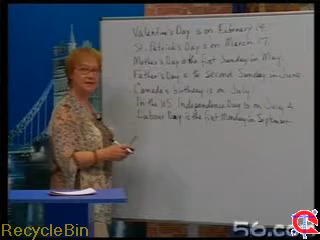 Valentine's Day is on February 14.
St. Patrick's Day is on March 17.
Mother's Day is the first Sunday in May.
Father's Day is the second Sunday in June
Canada's birthday is on July 1
In the US Independence Day is on July 4
Labour Day is the first Monday in September
RecycleBin
56.com